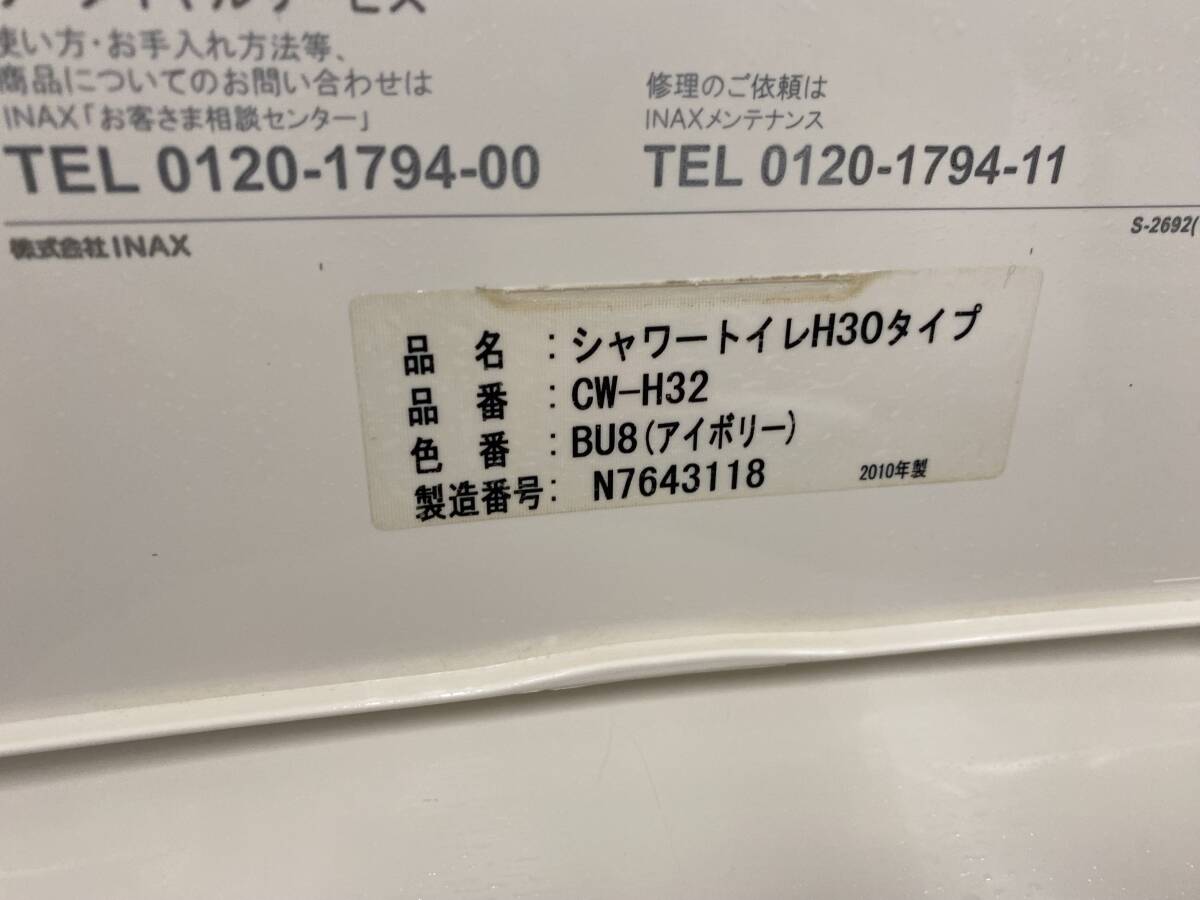 使い方・お手入れ方法等、
商品についてのお問い合わせは
INAX「お客さま相談センター」
TEL 0120-1794-00
修理のご依頼は
INAXメンテナンス
TEL 0120-1794-11
株式会社INAX
S-2692(
品 名 : シャワートイレH30タイプ
品 番 : CW-H32
色 番 : BU8(アイボリー)
製造番号: N7643118 2010年製